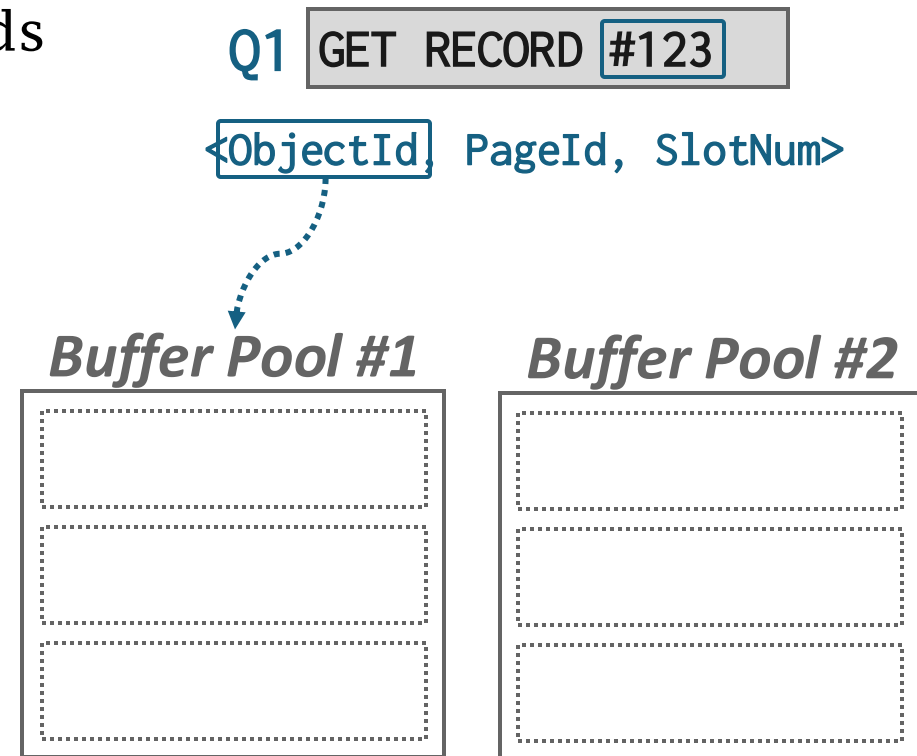 ds
Q1 GET RECORD #123
<ObjectId, PageId, SlotNum>
Buffer Pool #1 Buffer Pool #2